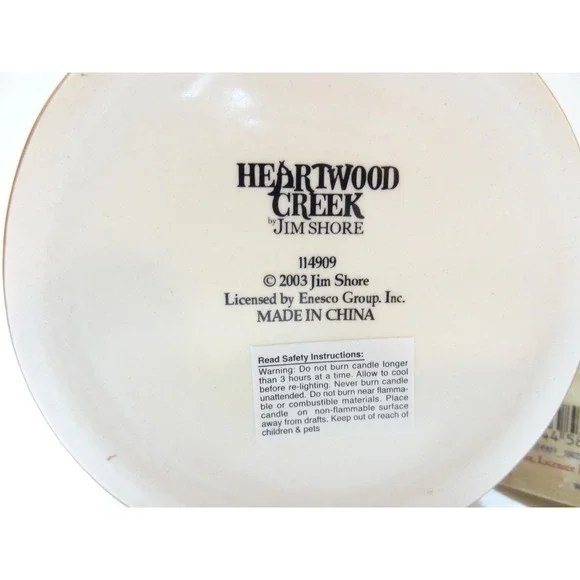 HEARTWOOD
CREEK
by JIM SHORE
114909
© 2003 Jim Shore
Licensed by Enesco Group. Inc.
MADE IN CHINA
Read Safety Instructions:
Warning: Do not burn candle longer
than 3 hours at a time. Allow to cool
before re-lighting. Never burn candle
unattended. Do not burn near flamma-
ble or combustible materials. Place
candle on non-flammable surface
away from drafts. Keep out of reach of
children & pets